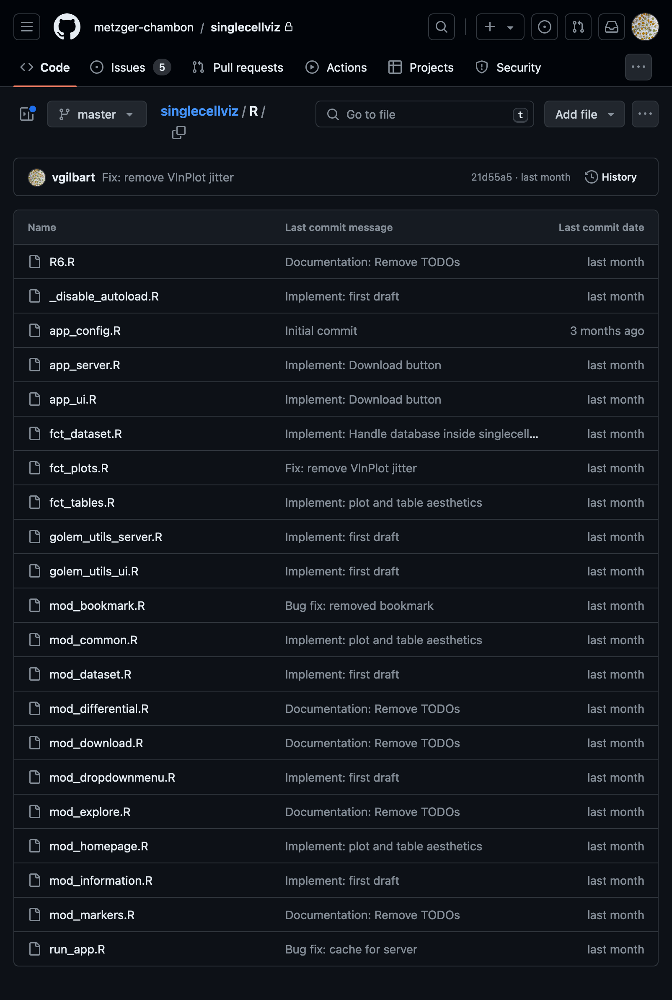 metzger-chambon / singlecellviz
Code Issues 5 Pull requests Actions Projects Security
master singlecellviz / R / Go to file t Add file
vgilbart Fix: remove VlnPlot jitter 21d55a5 · last month History
Name Last commit message Last commit date
R6.R Documentation: Remove TODOs last month
_disable_autoload.R Implement: first draft last month
app_config.R Initial commit 3 months ago
app_server.R Implement: Download button last month
app_ui.R Implement: Download button last month
fct_dataset.R Implement: Handle database inside singlecell... last month
fct_plots.R Fix: remove VlnPlot jitter last month
fct_tables.R Implement: plot and table aesthetics last month
golem_utils_server.R Implement: first draft last month
golem_utils_ui.R Implement: first draft last month
mod_bookmark.R Bug fix: removed bookmark last month
mod_common.R Implement: plot and table aesthetics last month
mod_dataset.R Implement: first draft last month
mod_differential.R Documentation: Remove TODOs last month
mod_download.R Documentation: Remove TODOs last month
mod_dropdownmenu.R Implement: first draft last month
mod_explore.R Documentation: Remove TODOs last month
mod_homepage.R Implement: plot and table aesthetics last month
mod_information.R Implement: first draft last month
mod_markers.R Documentation: Remove TODOs last month
run_app.R Bug fix: cache for server last month